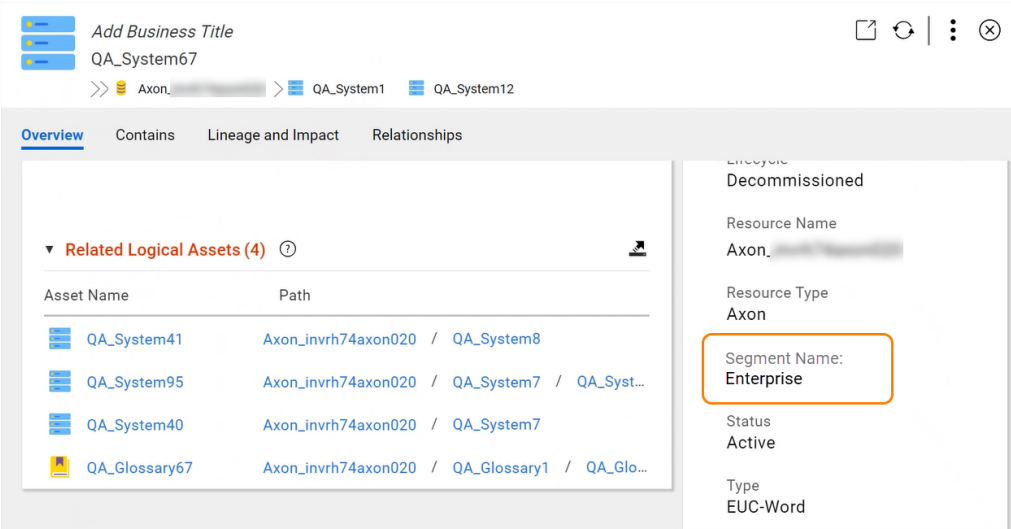 Add Business Title
QA_System67
Axon_ QA_System1 QA_System12
Overview Contains Lineage and Impact Relationships
Lifecycle
Decommissioned
Resource Name
Axon_
Resource Type
Axon
Segment Name:
Enterprise
Status
Active
Type
EUC-Word
Related Logical Assets (4) ?
Asset Name Path
QA_System41 Axon_invrh74axon020 / QA_System8
QA_System95 Axon_invrh74axon020 / QA_System7 / QA_Syst...
QA_System40 Axon_invrh74axon020 / QA_System7
QA_Glossary67 Axon_invrh74axon020 / QA_Glossary1 / QA_Glo...